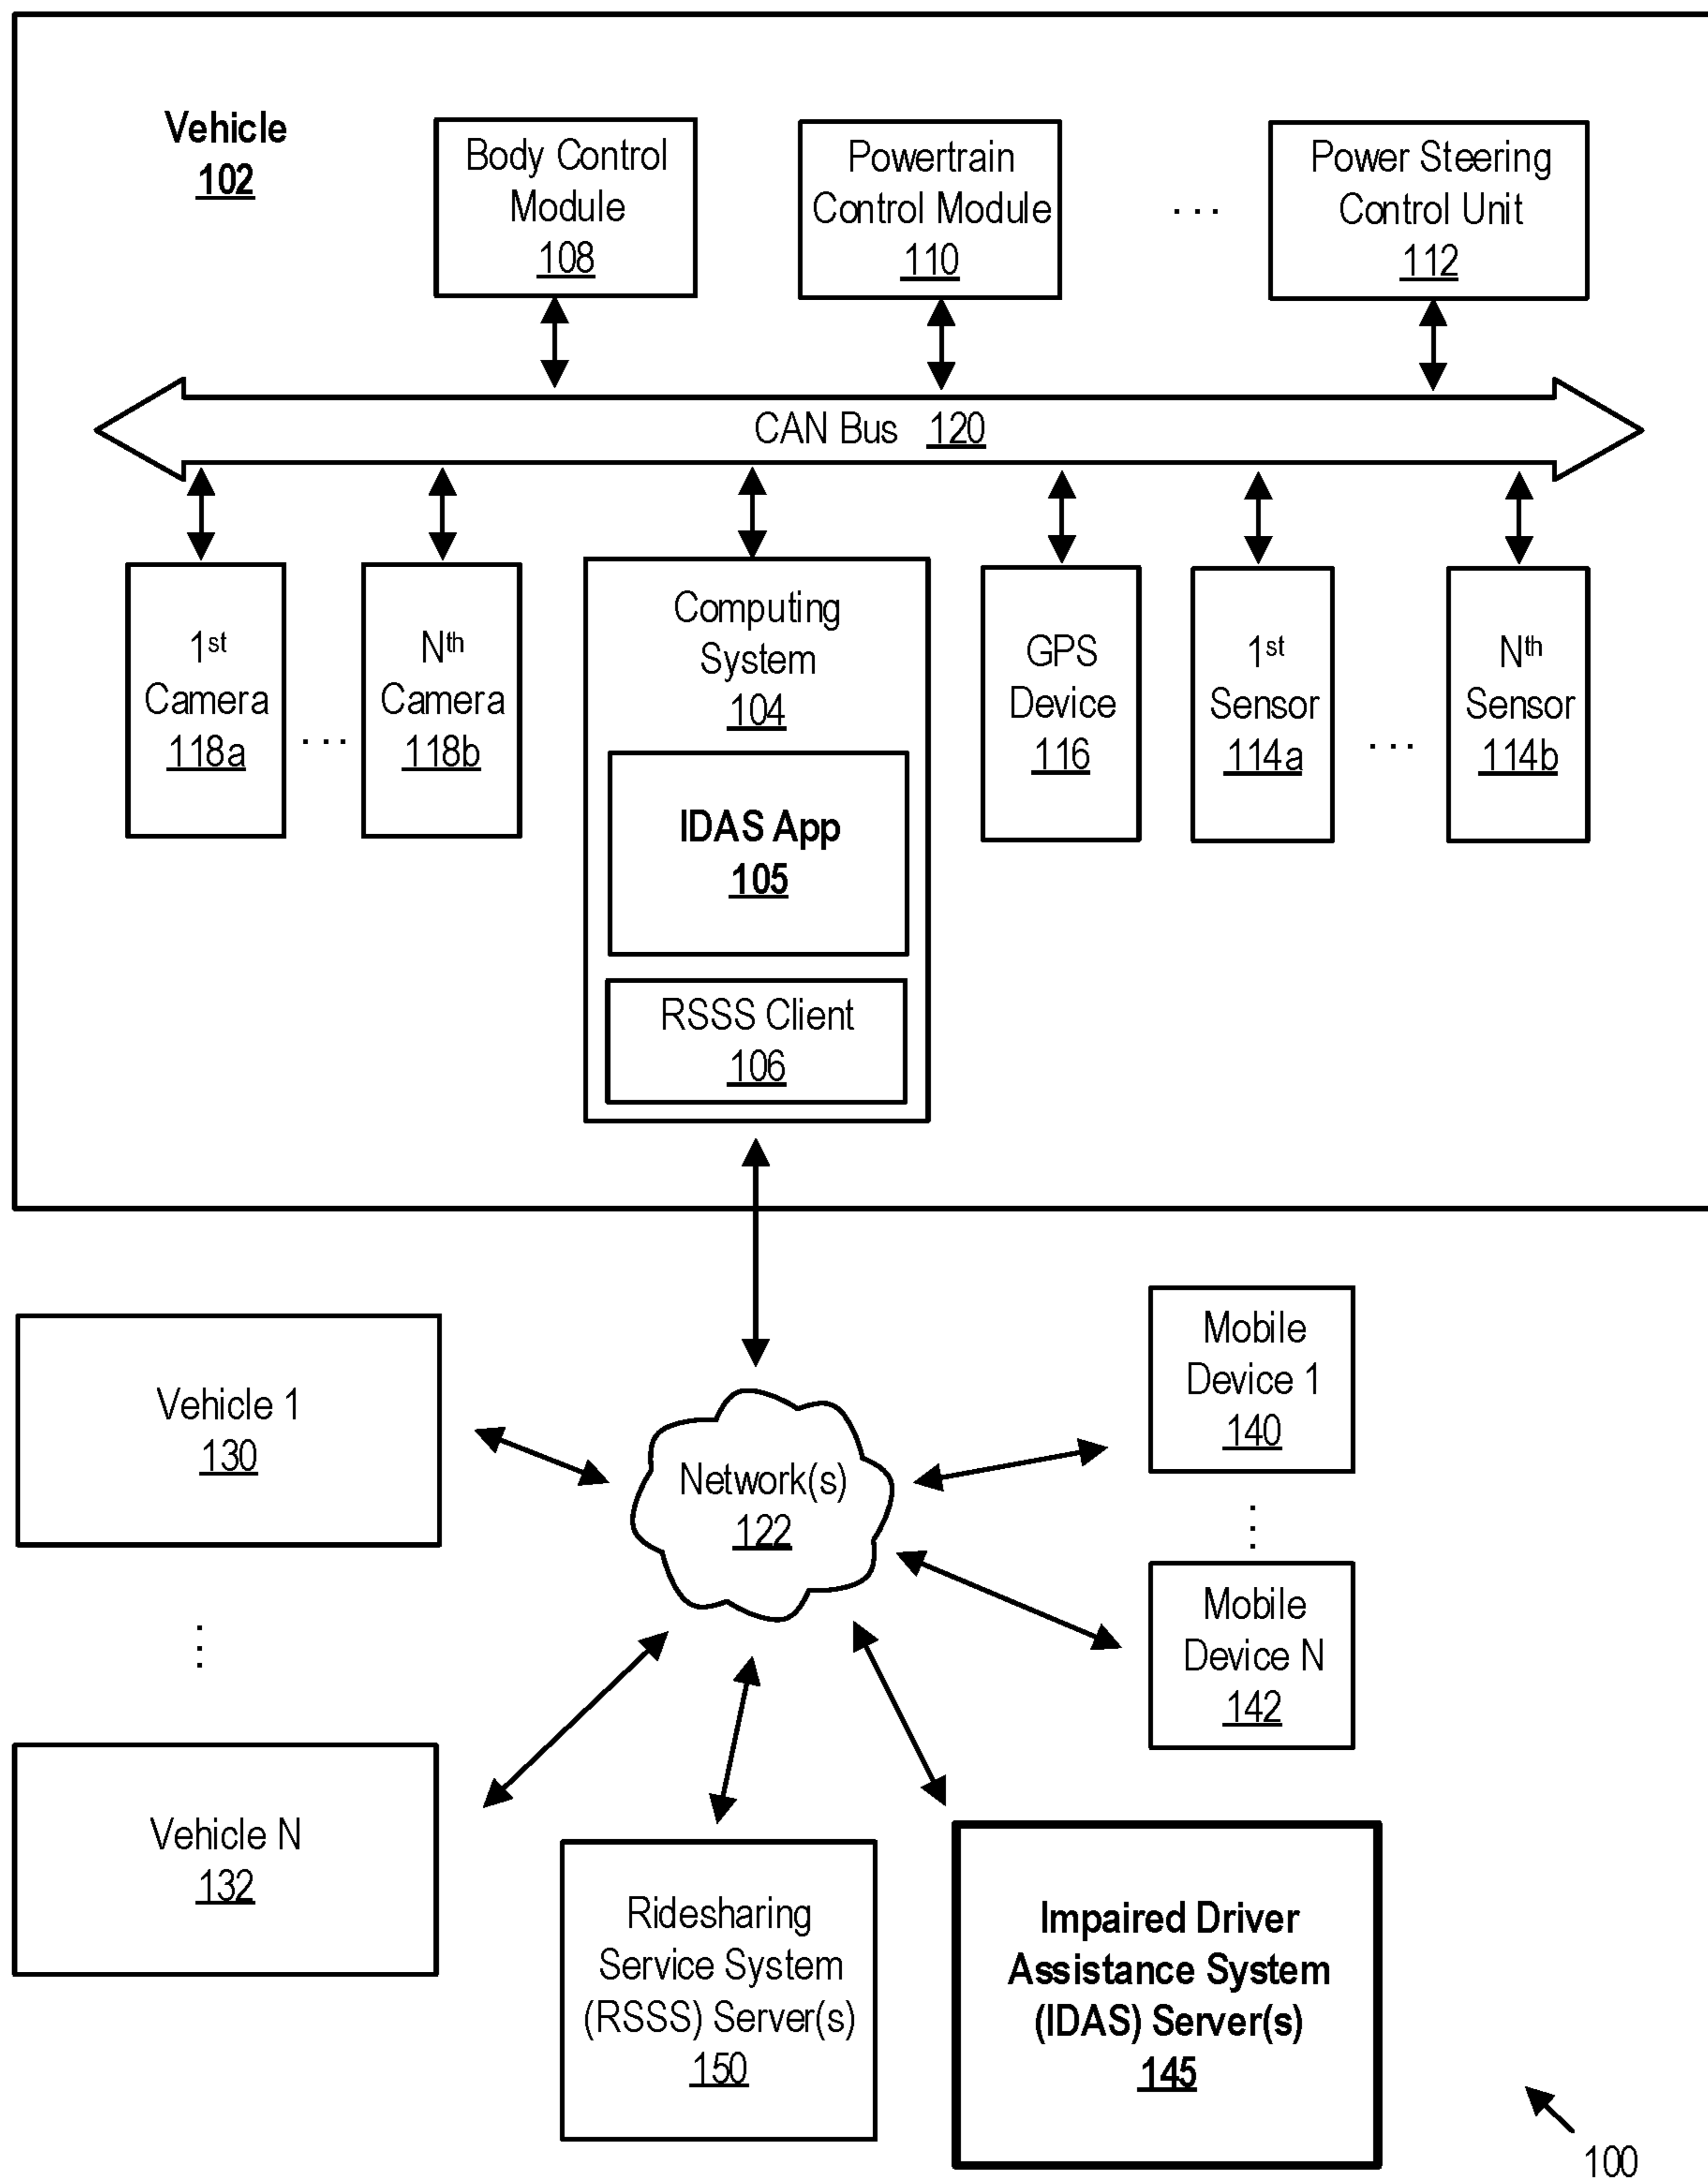 Vehicle
102
Body Control
Module
108
Powertrain
Control Module
110
...
Power Steering
Control Unit
112
CAN Bus 120
1st
Camera
118a
...
Nth
Camera
118b
Computing
System
104
IDAS App
105
RSSS Client
106
GPS
Device
116
1st
Sensor
114a
...
Nth
Sensor
114b
Vehicle 1
130
...
Vehicle N
132
Network(s)
122
Mobile
Device 1
140
...
Mobile
Device N
142
Ridesharing
Service System
(RSSS) Server(s)
150
Impaired Driver
Assistance System
(IDAS) Server(s)
145
100